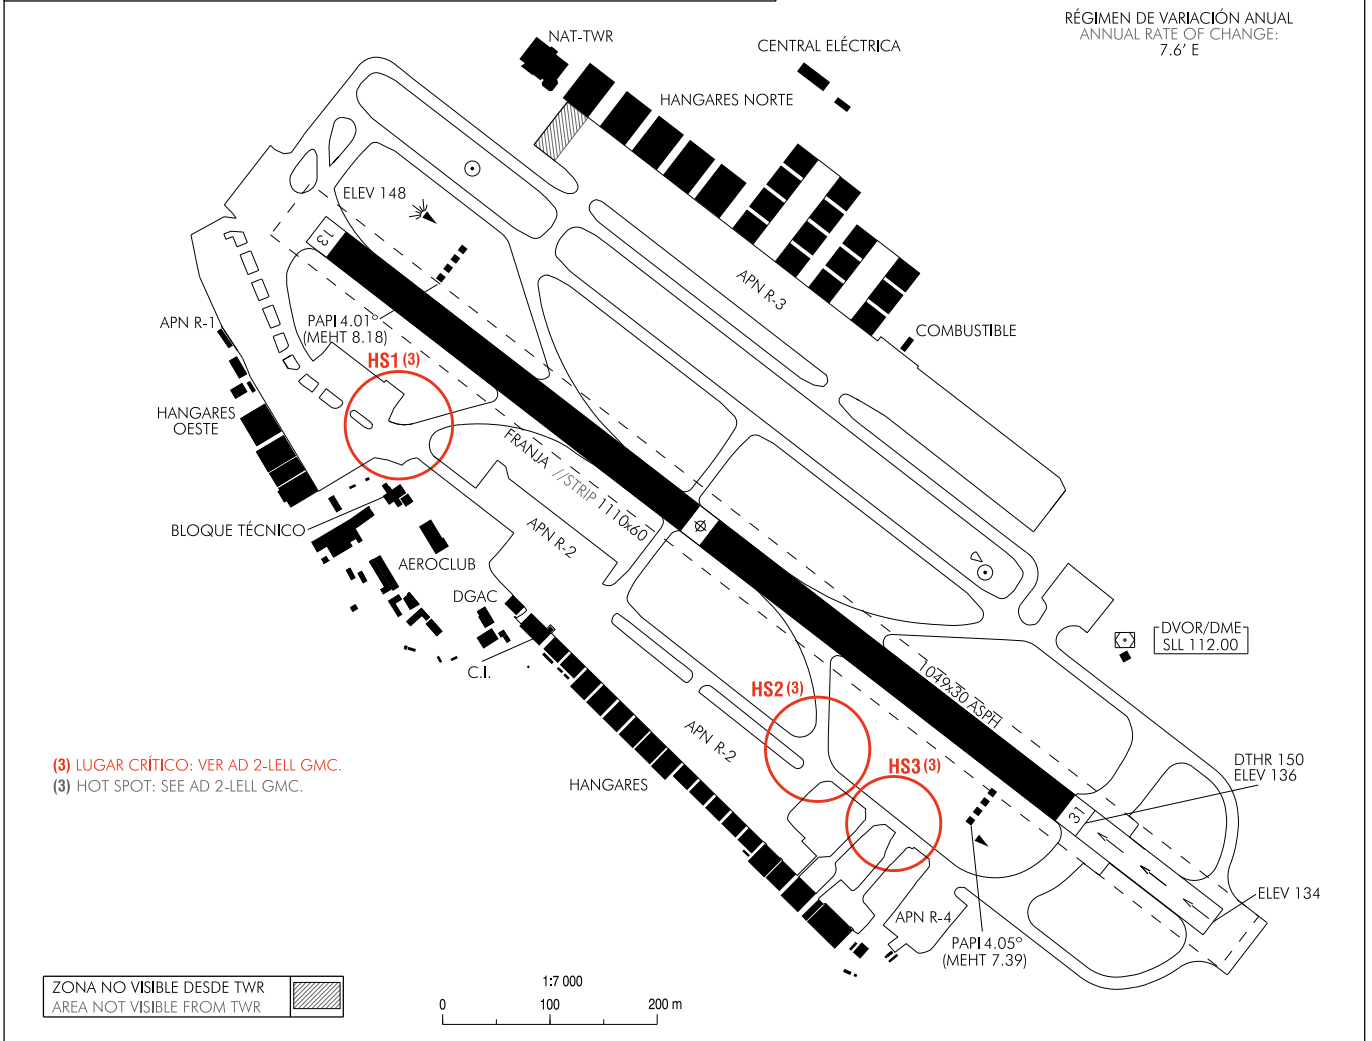 RÉGIMEN DE VARIACIÓN ANUAL
ANNUAL RATE OF CHANGE:
7.6′ E
NAT-TWR
CENTRAL ELÉCTRICA
HANGARES NORTE
ELEV 148
13
APN R-3
PAPI 4.01°
(MEHT 8.18)
APN R-1
COMBUSTIBLE
HS1 (3)
HANGARES
OESTE
FRANJA //STRIP 1110x60
BLOQUE TÉCNICO
APN R-2
AEROCLUB
DGAC
C.I.
DVOR/DME
SLL 112.00
1049x30 ASPH
HS2 (3)
APN R-2
HS3 (3)
(3) LUGAR CRÍTICO: VER AD 2-LELL GMC.
(3) HOT SPOT: SEE AD 2-LELL GMC.
HANGARES
DTHR 150
ELEV 136
31
ELEV 134
APN R-4
PAPI 4.05°
(MEHT 7.39)
ZONA NO VISIBLE DESDE TWR
AREA NOT VISIBLE FROM TWR
1:7 000
0 100 200 m